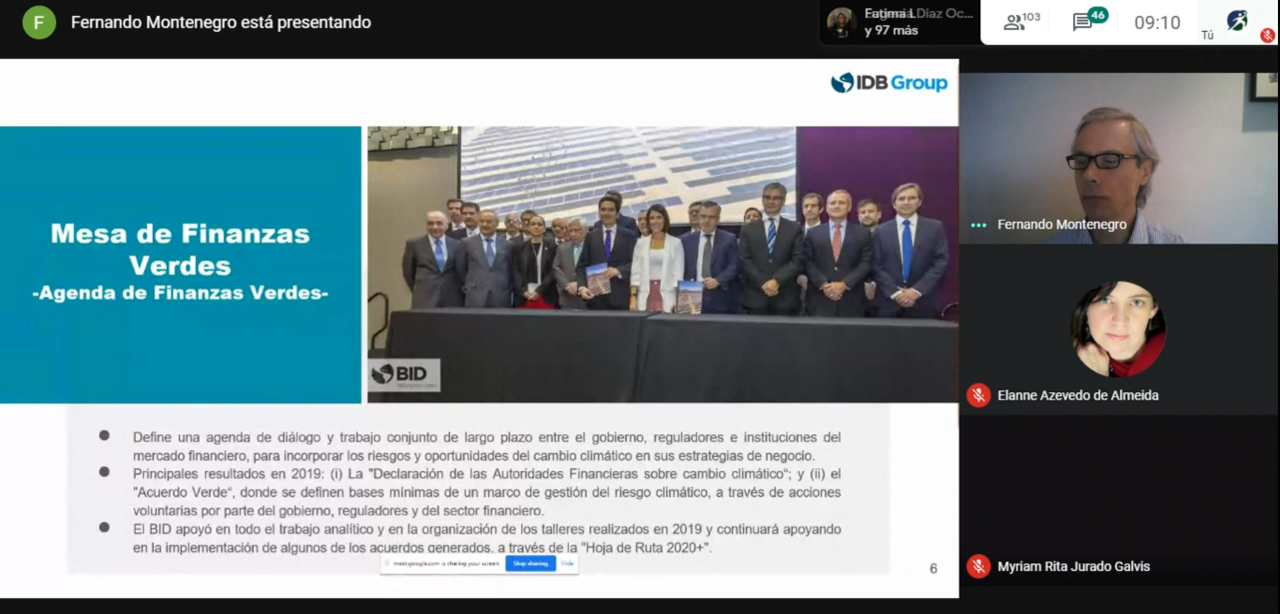 F
Fernando Montenegro está presentando
y 97 más
103
46
09:10
Tú
IDB Group
Mesa de Finanzas
Verdes
-Agenda de Finanzas Verdes-
BID
Fernando Montenegro
Elanne Azevedo de Almeida
Myriam Rita Jurado Galvis
Define una agenda de diálogo y trabajo conjunto de largo plazo entre el gobierno, reguladores e instituciones del
mercado financiero, para incorporar los riesgos y oportunidades del cambio climático en sus estrategias de negocio.
Principales resultados en 2019: (i) La "Declaración de las Autoridades Financieras sobre cambio climático"; y (ii) el
"Acuerdo Verde", donde se definen bases mínimas de un marco de gestión del riesgo climático, a través de acciones
voluntarias por parte del gobierno, reguladores y del sector financiero.
El BID apoyó en todo el trabajo analítico y en la organización de los talleres realizados en 2019 y continuará apoyando
en la implementación de algunos de los acuerdos generados, a través de la "Hoja de Ruta 2020+".
meet.google.com is sharing your screen
Stop sharing
Hide
6